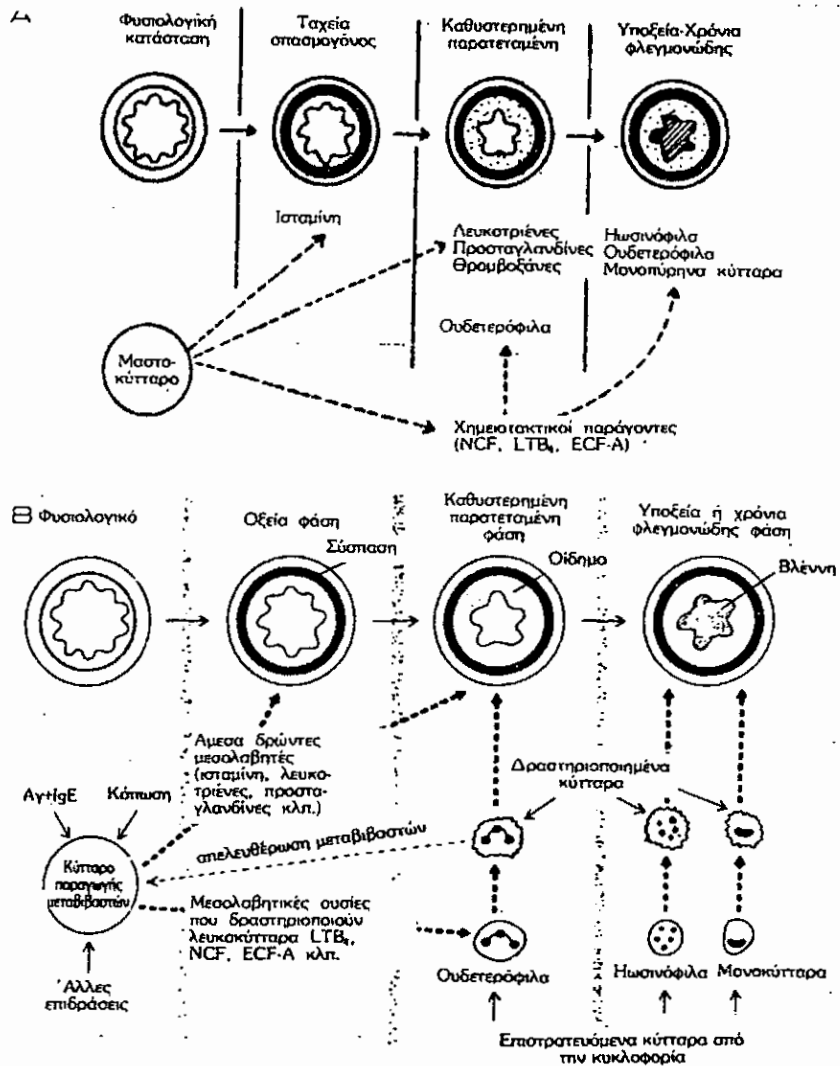 A
Φυσιολογική
κατάσταση
Ταχεία
σπασμογόνος
Καθυστερημένη
παρατεταμένη
Υποξεία-Χρόνια
φλεγμονώδης
Ισταμίνη
Λευκοτριένες
Προσταγλανδίνες
Θρομβοξάνες
Ηωσινόφιλα
Ουδετερόφιλα
Μονοπύρηνα κύτταρα
Μαστο-
κύτταρο
Ουδετερόφιλα
Χημειοτακτικοί παράγοντες
(NCF, LTB₄, ECF-A)
B Φυσιολογικό
Οξεία φάση
Καθυστερημένη
παρατεταμένη
φάση
Υποξεία ή χρόνια
φλεγμονώδης φάση
Σύσπαση
Οίδημο
Βλέννη
Αμεσα δρώντες
μεσολαβητές
(ισταμίνη, λευκο-
τριένες, προστα-
γλανδίνες κλπ.)
Αγ+IgE
Κόπωση
Δραστηριοποιημένα
κύτταρα
απελευθέρωση μεταβιβαστών
Κύτταρο
παραγωγής
μεταβιβαστών
Μεσολαβητικές ουσίες
που δραστηριοποιούν
λευκοκύτταρα LTB₄,
NCF, ECF-A κλπ.
Άλλες
επιδράσεις
Ουδετερόφιλα
Ηωσινόφιλα
Μονοκύτταρα
Επιστρατευόμενα κύτταρα από
την κυκλοφορία